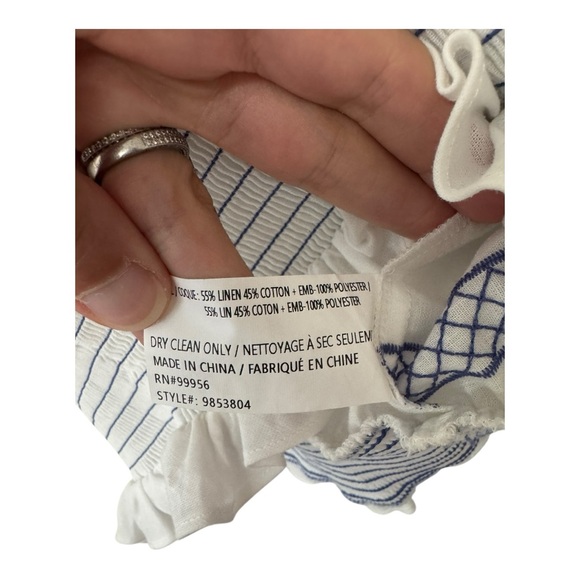 / COQUE: 55% LINEN 45% COTTON + EMB-100% POLYESTER /
55% LIN 45% COTON + EMB-100% POLYESTER
DRY CLEAN ONLY / NETTOYAGE À SEC SEULEM
MADE IN CHINA / FABRIQUÉ EN CHINE
RN#99956
STYLE#: 9853804